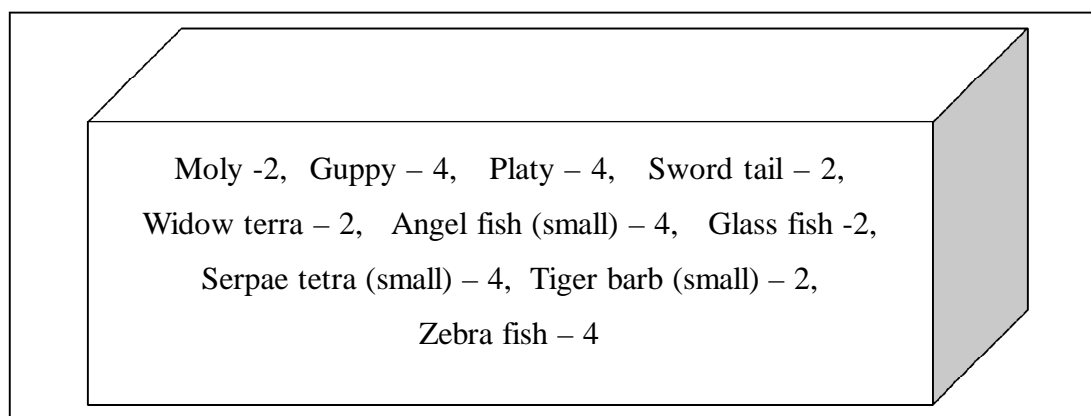 Moly -2, Guppy – 4, Platy – 4, Sword tail – 2,
Widow terra – 2, Angel fish (small) – 4, Glass fish -2,
Serpae tetra (small) – 4, Tiger barb (small) – 2,
Zebra fish – 4